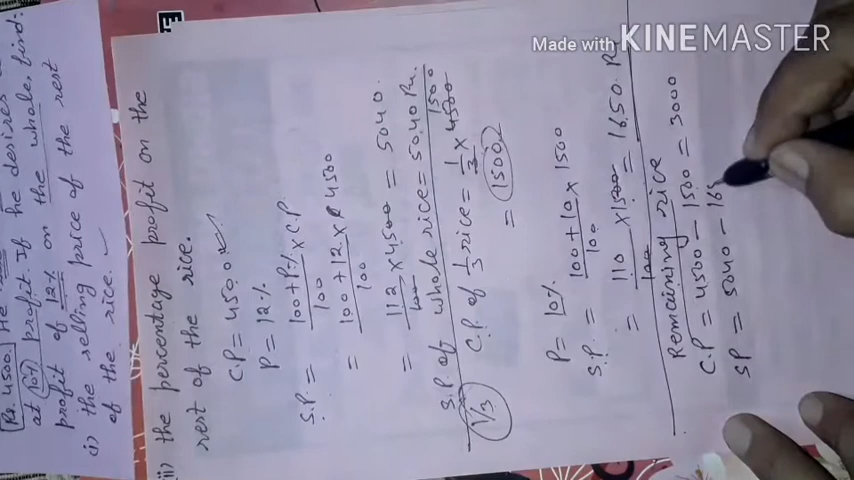 Rs. 4500. He
at 10% profit. If he desires
profit of 12% on the whole, find:
i) the selling price of the rest
of the rice.
ii) the percentage profit on the
rest of the rice.
C.P = 4500
P = 12%
S.P = 100+P% / 100 × C.P
= 100+12 / 100 × 4500
= 112 / 100 × 4500 = 5040.
S.P of whole rice = 5040 Rs.
1/3 C.P. of 1/3 rice = 1/3 × 4500 1500
= 1500
P = 10%
S.P. = 100+10 / 100 × 1500
= 110 / 100 × 1500 = 1650 R
Remaining rice
C.P = 4500 - 1500 = 3000
SP = 5040 - 165
Made with KINEMASTER